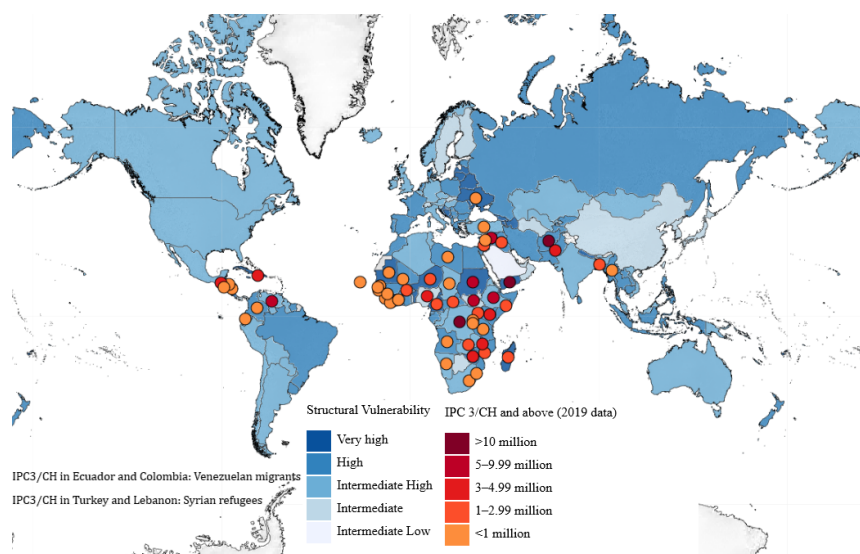 Structural Vulnerability
Very high
High
Intermediate High
Intermediate
Intermediate Low
IPC 3/CH and above (2019 data)
>10 million
5–9.99 million
3–4.99 million
1–2.99 million
<1 million
IPC3/CH in Ecuador and Colombia: Venezuelan migrants
IPC3/CH in Turkey and Lebanon: Syrian refugees